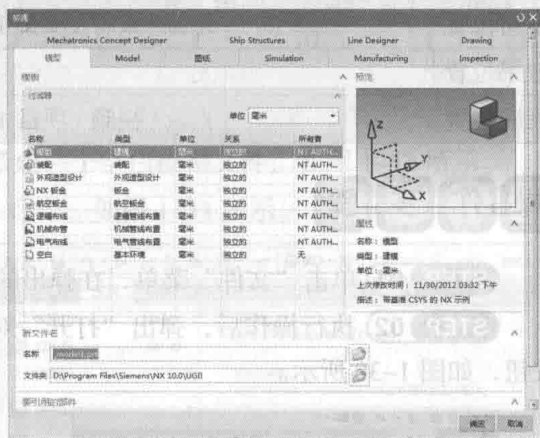 新建
Mechatronics Concept Designer Ship Structures Line Designer Drawing
模型 Model 图纸 Simulation Manufacturing Inspection
模板
过滤器
单位 毫米
名称 类型 单位 关系 所有者
模型 建模 毫米 独立的 NT AUTH...
装配 装配 毫米 独立的 NT AUTH...
外观造型设计 外观造型设计 毫米 独立的 NT AUTH...
NX 钣金 钣金 毫米 独立的 NT AUTH...
航空钣金 航空钣金 毫米 独立的 NT AUTH...
逻辑布线 逻辑管线布置 毫米 独立的 NT AUTH...
机械布管 机械管线布置 毫米 独立的 NT AUTH...
电气布线 电气管线布置 毫米 独立的 NT AUTH...
空白 基本环境 毫米 独立的 无
预览
Z
Y
X
属性
名称：模型
类型：建模
单位：毫米
上次修改时间：11/30/2012 03:32 下午
描述：带基准 CSYS 的 NX 示例
新文件名
名称 _model1.prt
文件夹 D:\Program Files\Siemens\NX 10.0\UGII
要引用的部件
确定 取消